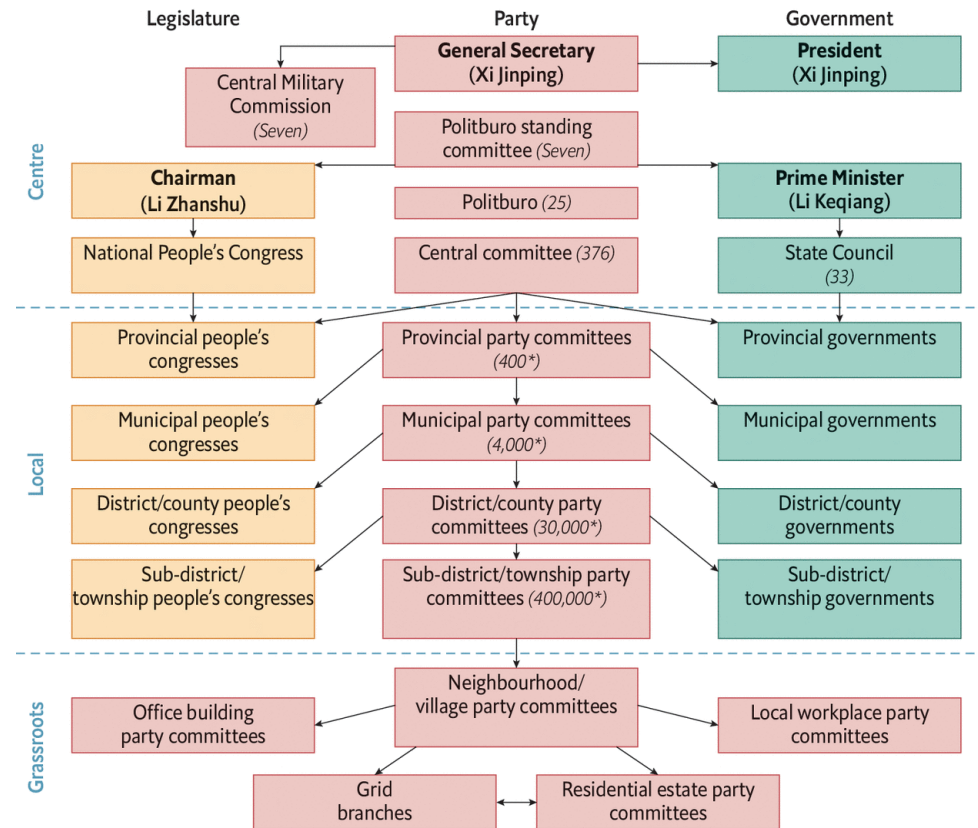 Legislature
Party
Government
General Secretary
(Xi Jinping)
President
(Xi Jinping)
Central Military
Commission
(Seven)
Politburo standing
committee (Seven)
Centre
Chairman
(Li Zhanshu)
Prime Minister
(Li Keqiang)
Politburo (25)
National People's Congress
Central committee (376)
State Council
(33)
Provincial people's
congresses
Provincial party committees
(400*)
Provincial governments
Local
Municipal people's
congresses
Municipal party committees
(4,000*)
Municipal governments
District/county people's
congresses
District/county party
committees (30,000*)
District/county
governments
Sub-district/
township people's congresses
Sub-district/township party
committees (400,000*)
Sub-district/
township governments
Grassroots
Neighbourhood/
village party committees
Office building
party committees
Local workplace party
committees
Grid
branches
Residential estate party
committees